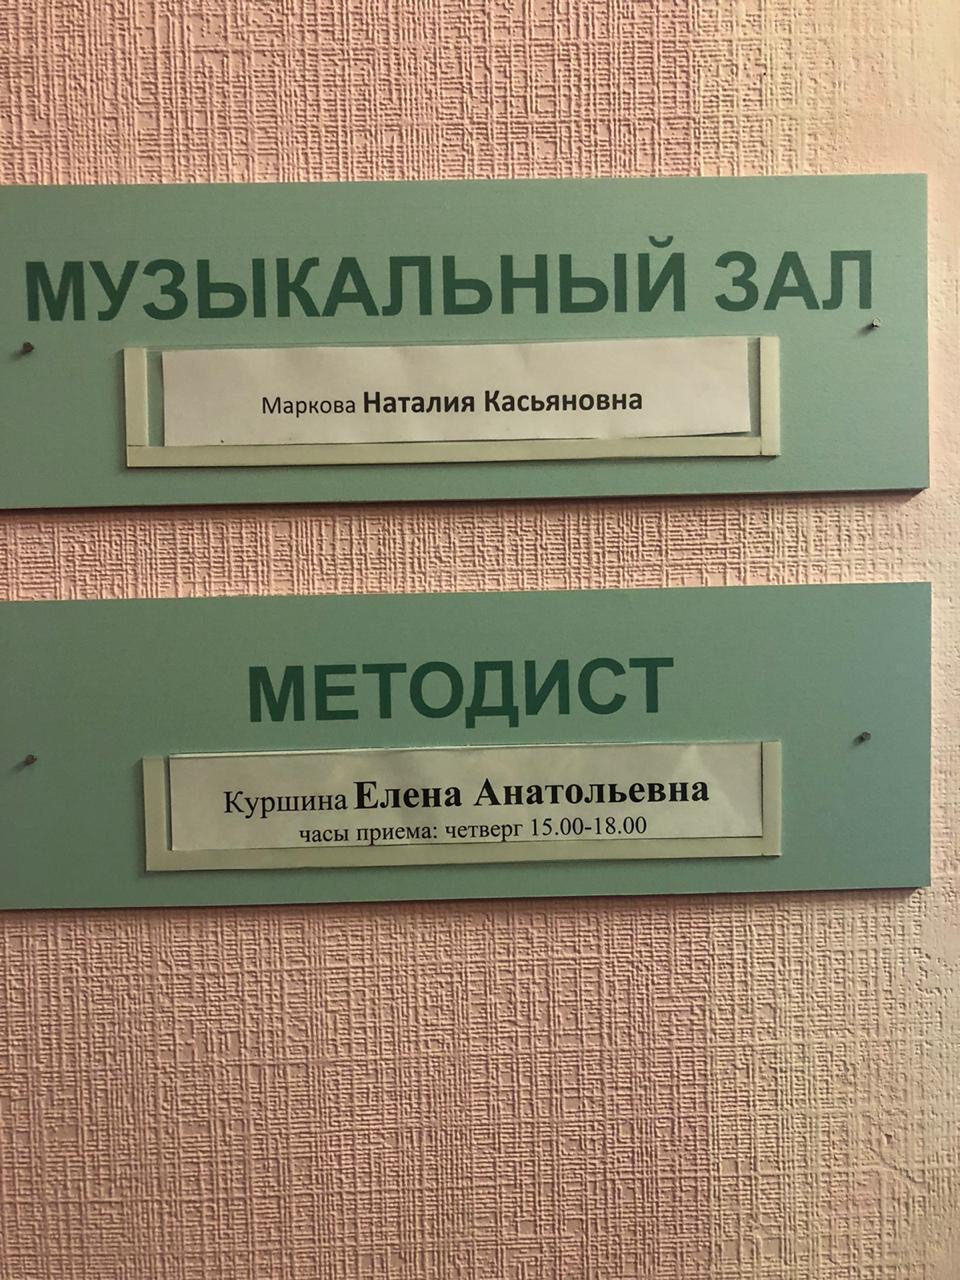 МУЗЫКАЛЬНЫЙ ЗАЛ
Маркова Наталия Касьяновна
МЕТОДИСТ
Куршина Елена Анатольевна
часы приема: четверг 15.00-18.00